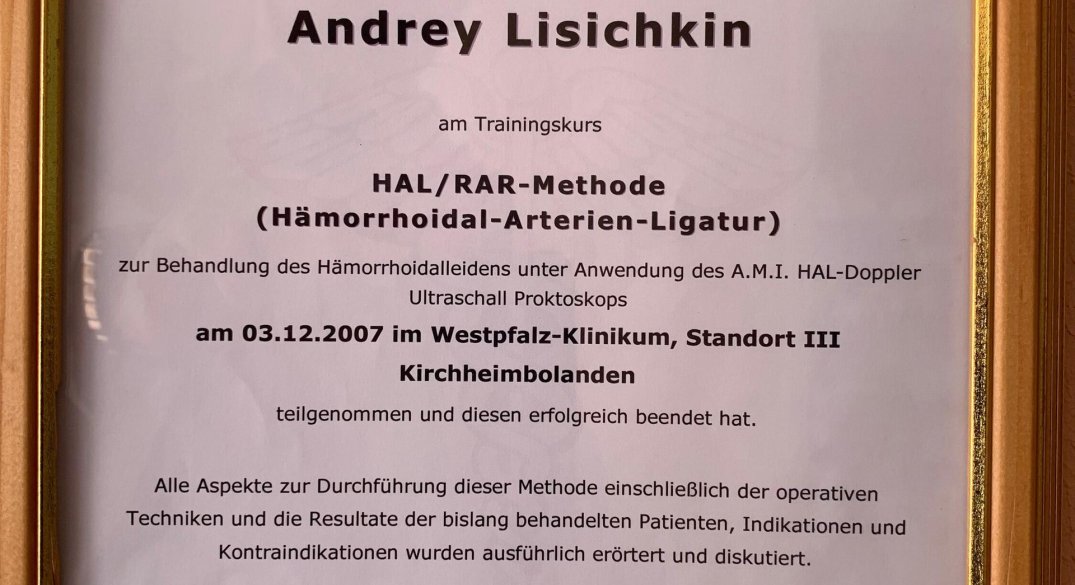 Andrey Lisichkin
am Trainingskurs
HAL/RAR-Methode
(Hämorrhoidal-Arterien-Ligatur)
zur Behandlung des Hämorrhoidalleidens unter Anwendung des A.M.I. HAL-Doppler
Ultraschall Proktoskops
am 03.12.2007 im Westpfalz-Klinikum, Standort III
Kirchheimbolanden
teilgenommen und diesen erfolgreich beendet hat.
Alle Aspekte zur Durchführung dieser Methode einschließlich der operativen
Techniken und die Resultate der bislang behandelten Patienten, Indikationen und
Kontraindikationen wurden ausführlich erörtert und diskutiert.